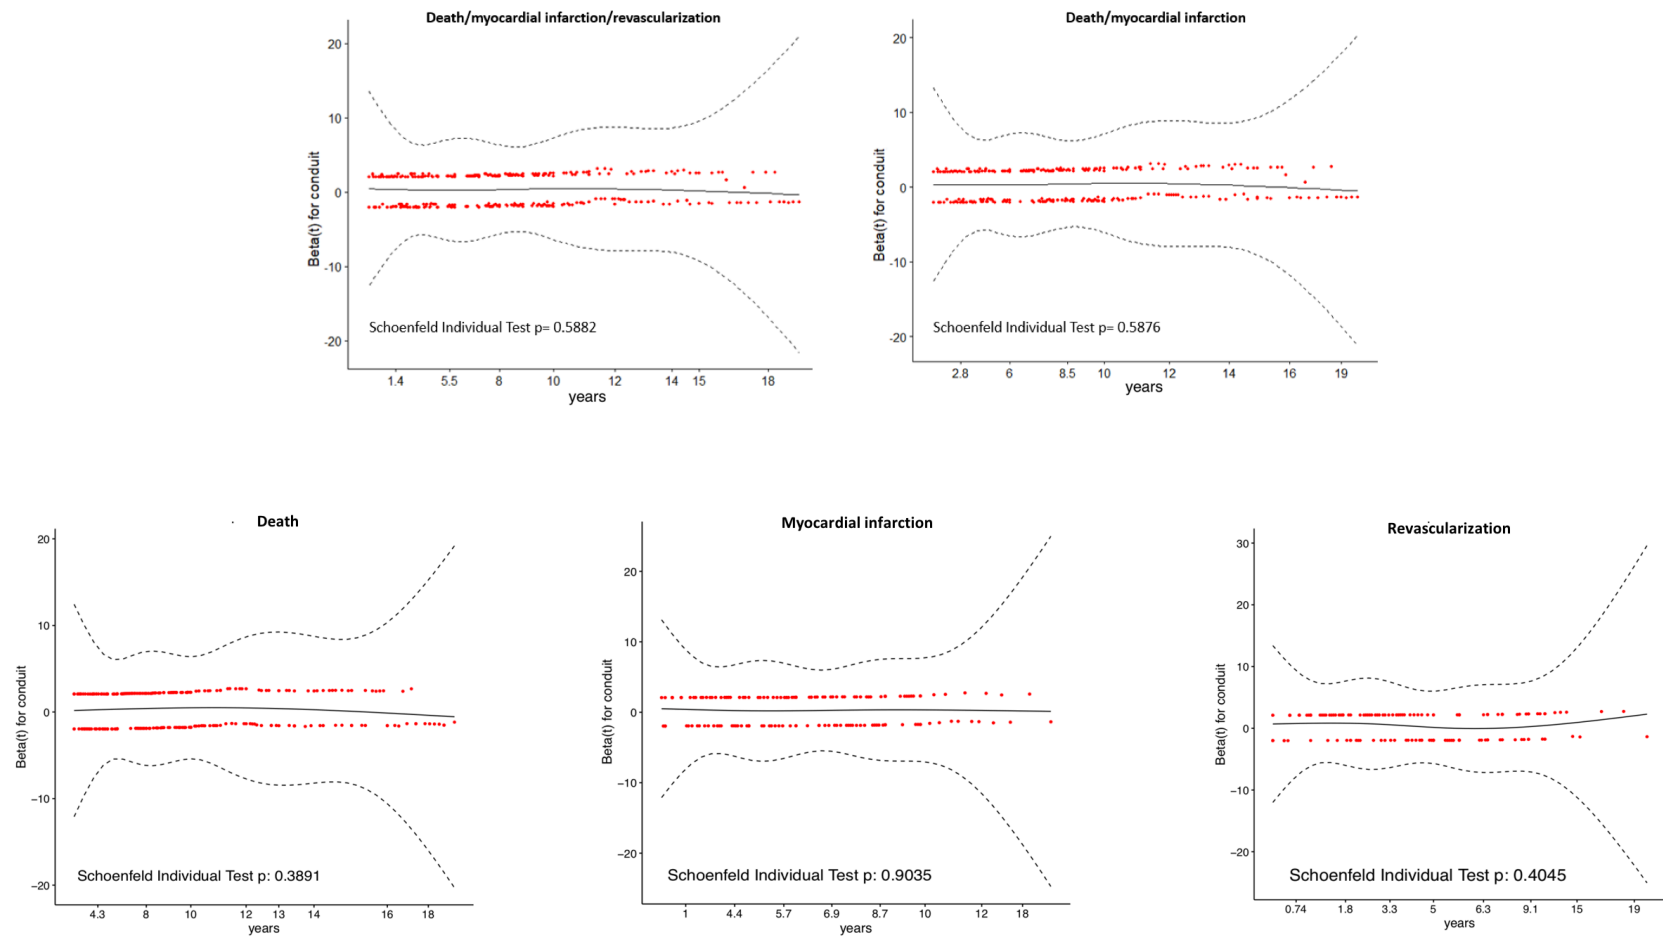 Death/myocardial infarction/revascularization
20
10
0
-10
-20
Beta(t) for conduit
Schoenfeld Individual Test p= 0.5882
1.4 5.5 8 10 12 14 15 18
years
Death/myocardial infarction
20
10
0
-10
-20
Beta(t) for conduit
Schoenfeld Individual Test p= 0.5876
2.8 6 8.5 10 12 14 16 19
years
Death
20
10
0
−10
−20
Beta(t) for conduit
Schoenfeld Individual Test p: 0.3891
4.3 8 10 12 13 14 16 18
years
Myocardial infarction
20
10
0
−10
−20
Beta(t) for conduit
Schoenfeld Individual Test p: 0.9035
1 4.4 5.7 6.9 8.7 10 12 18
years
Revascularization
30
20
10
0
−10
−20
Beta(t) for conduit
Schoenfeld Individual Test p: 0.4045
0.74 1.8 3.3 5 6.3 9.1 15 19
years